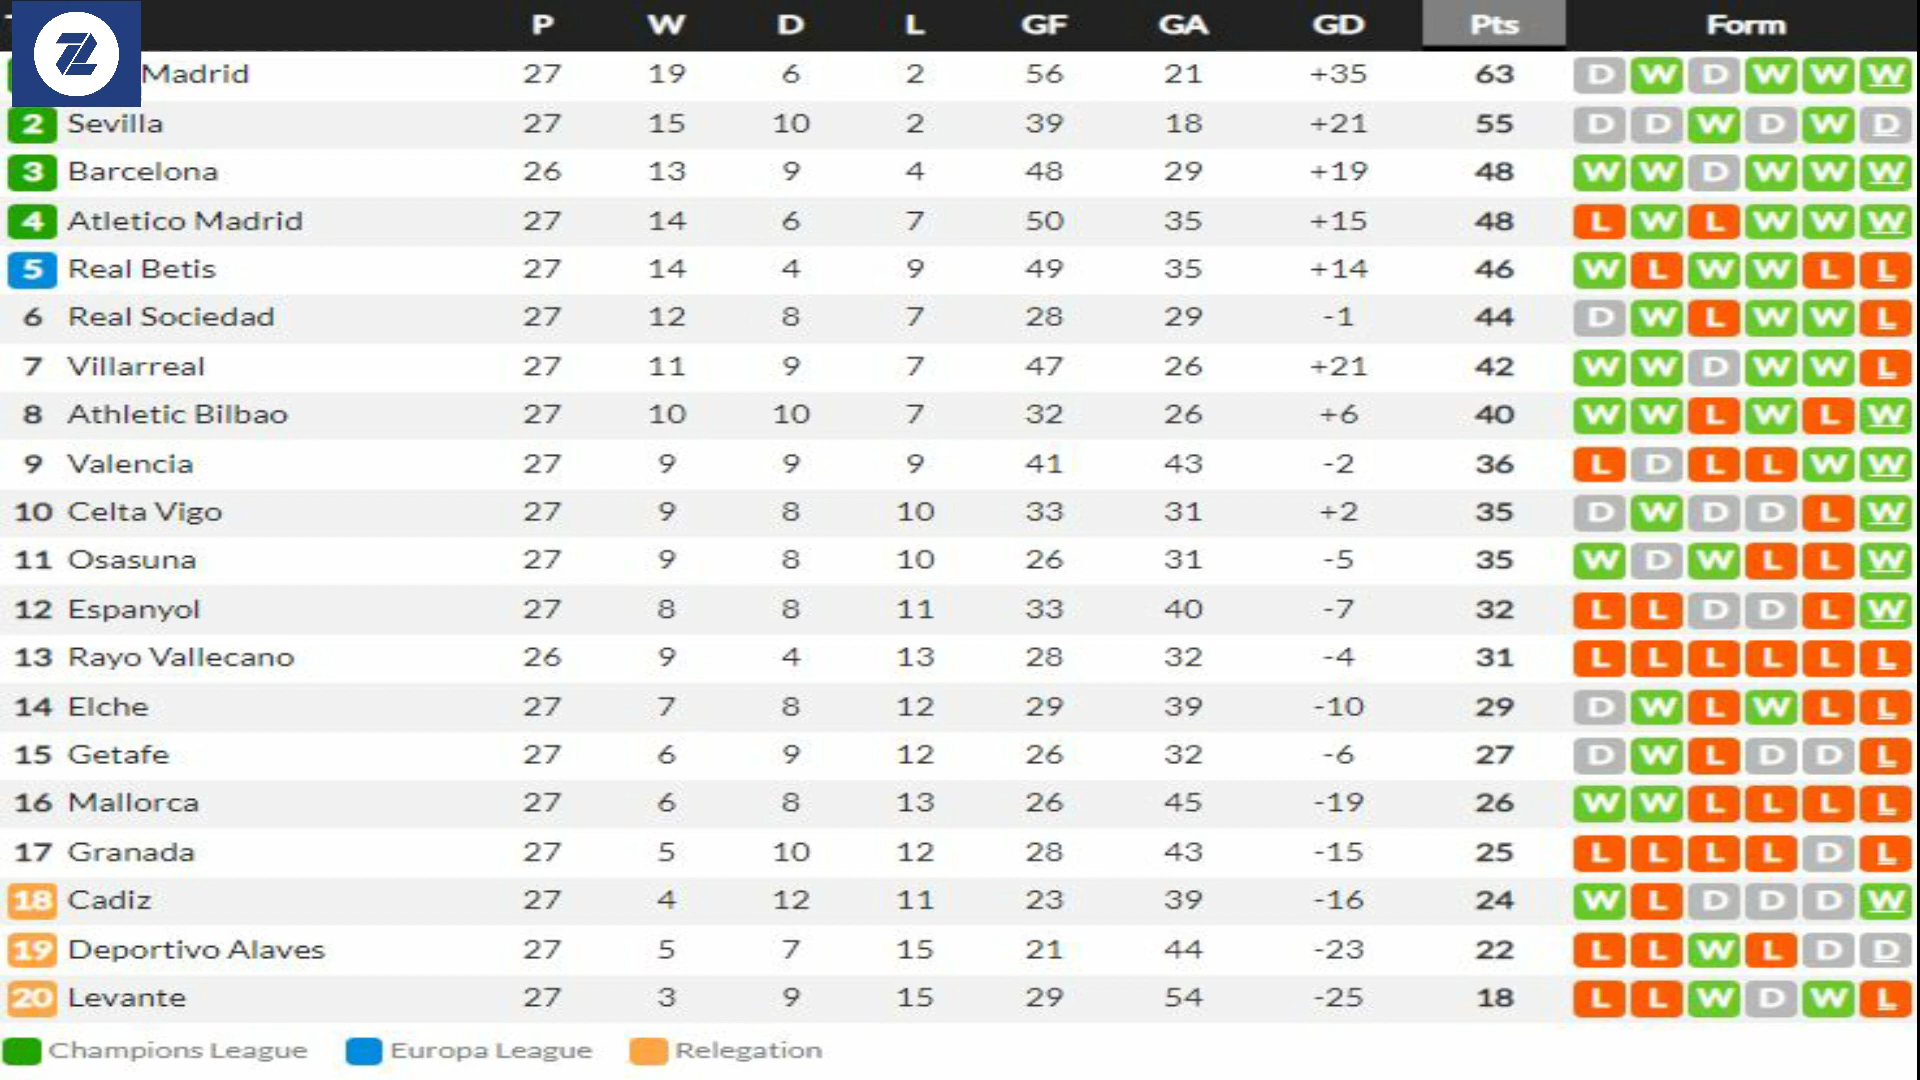 P W D L GF GA GD Pts Form
Madrid 27 19 6 2 56 21 +35 63 D W D W W W
2 Sevilla 27 15 10 2 39 18 +21 55 D D W D W D
3 Barcelona 26 13 9 4 48 29 +19 48 W W D W W W
4 Atletico Madrid 27 14 6 7 50 35 +15 48 L W L W W W
5 Real Betis 27 14 4 9 49 35 +14 46 W L W W L L
6 Real Sociedad 27 12 8 7 28 29 -1 44 D W L W W L
7 Villarreal 27 11 9 7 47 26 +21 42 W W D W W L
8 Athletic Bilbao 27 10 10 7 32 26 +6 40 W W L W L W
9 Valencia 27 9 9 9 41 43 -2 36 L D L L W W
10 Celta Vigo 27 9 8 10 33 31 +2 35 D W D D L W
11 Osasuna 27 9 8 10 26 31 -5 35 W D W L L W
12 Espanyol 27 8 8 11 33 40 -7 32 L L D D L W
13 Rayo Vallecano 26 9 4 13 28 32 -4 31 L L L L L L
14 Elche 27 7 8 12 29 39 -10 29 D W L W L L
15 Getafe 27 6 9 12 26 32 -6 27 D W L D D L
16 Mallorca 27 6 8 13 26 45 -19 26 W W L L L L
17 Granada 27 5 10 12 28 43 -15 25 L L L L D L
18 Cadiz 27 4 12 11 23 39 -16 24 W L D D D W
19 Deportivo Alaves 27 5 7 15 21 44 -23 22 L L W L D D
20 Levante 27 3 9 15 29 54 -25 18 L L W D W L
Champions League Europa League Relegation